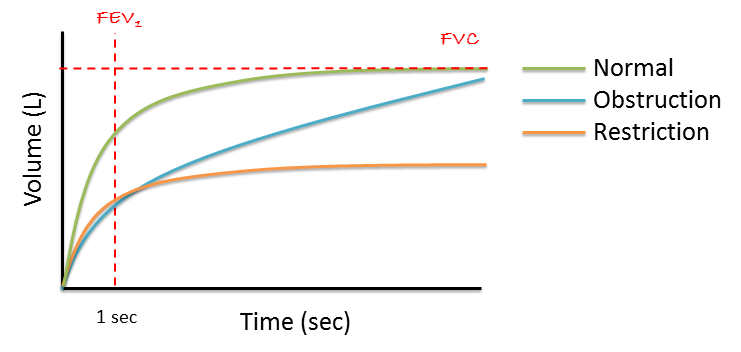 FEV₁
FVC
Normal
Obstruction
Restriction
Volume (L)
1 sec
Time (sec)